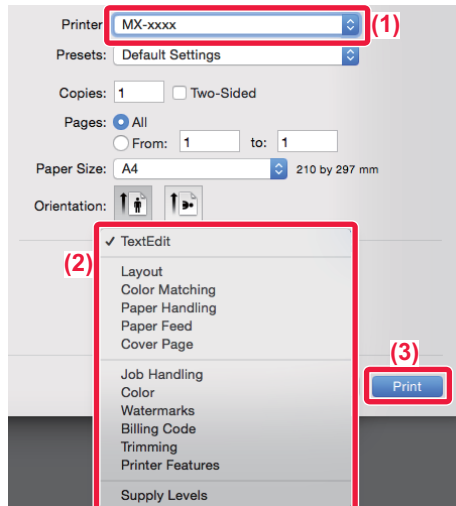 Printer MX-xxxx (1)
Presets: Default Settings
Copies: 1 Two-Sided
Pages: All
From: 1 to: 1
Paper Size: A4 210 by 297 mm
Orientation:
(2) ✓ TextEdit
Layout
Color Matching
Paper Handling
Paper Feed
Cover Page
(3)
Job Handling
Print
Color
Watermarks
Billing Code
Trimming
Printer Features
Supply Levels